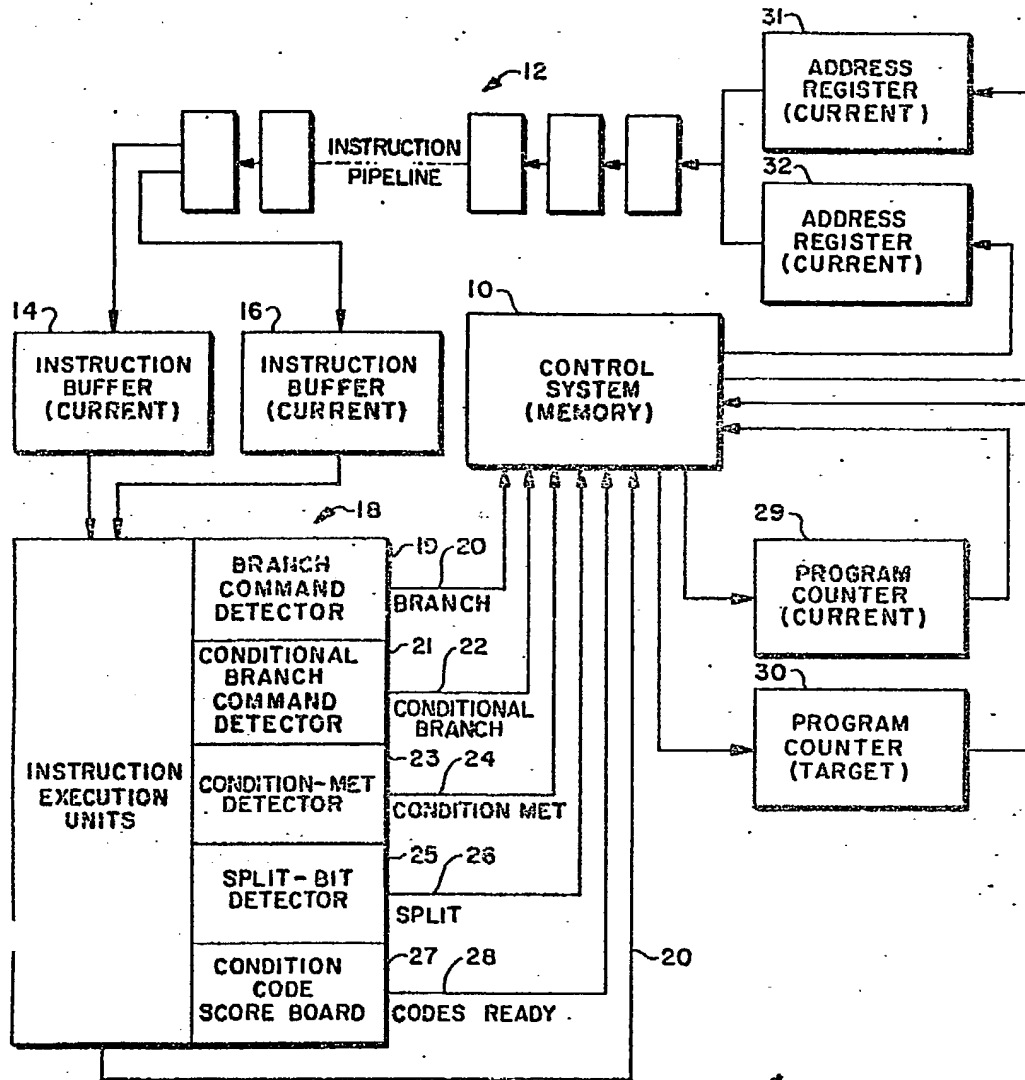 31
ADDRESS
REGISTER
(CURRENT)
12
INSTRUCTION
PIPELINE
32
ADDRESS
REGISTER
(CURRENT)
14
INSTRUCTION
BUFFER
(CURRENT)
16
INSTRUCTION
BUFFER
(CURRENT)
10
CONTROL
SYSTEM
(MEMORY)
18
INSTRUCTION
EXECUTION
UNITS
BRANCH
COMMAND
DETECTOR
19
20
BRANCH
CONDITIONAL
BRANCH
COMMAND
DETECTOR
21
22
CONDITIONAL
BRANCH
CONDITION-MET
DETECTOR
23
24
CONDITION MET
SPLIT-BIT
DETECTOR
25
26
SPLIT
CONDITION
CODE
SCORE BOARD
27
28
CODES READY
20
29
PROGRAM
COUNTER
(CURRENT)
30
PROGRAM
COUNTER
(TARGET)